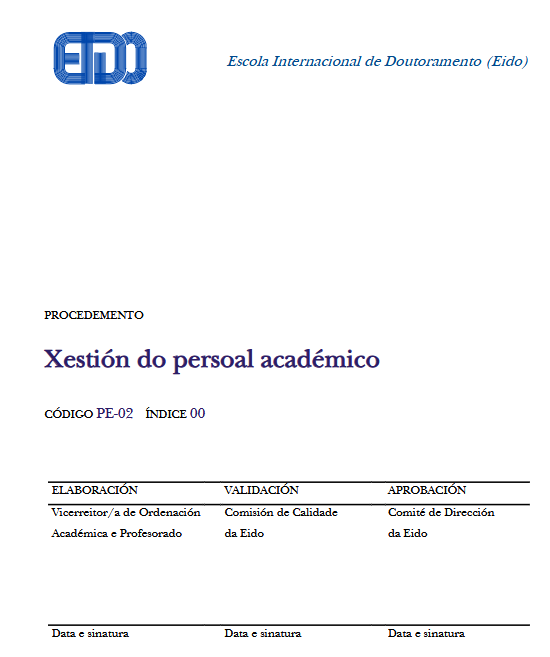 EIDO
Escola Internacional de Doutoramento (Eido)
PROCEDEMENTO
Xestión do persoal académico
CÓDIGO PE-02 ÍNDICE 00
ELABORACIÓN VALIDACIÓN APROBACIÓN
Vicerreitor/a de Ordenación Comisión de Calidade Comité de Dirección
Académica e Profesorado da Eido da Eido
Data e sinatura Data e sinatura Data e sinatura